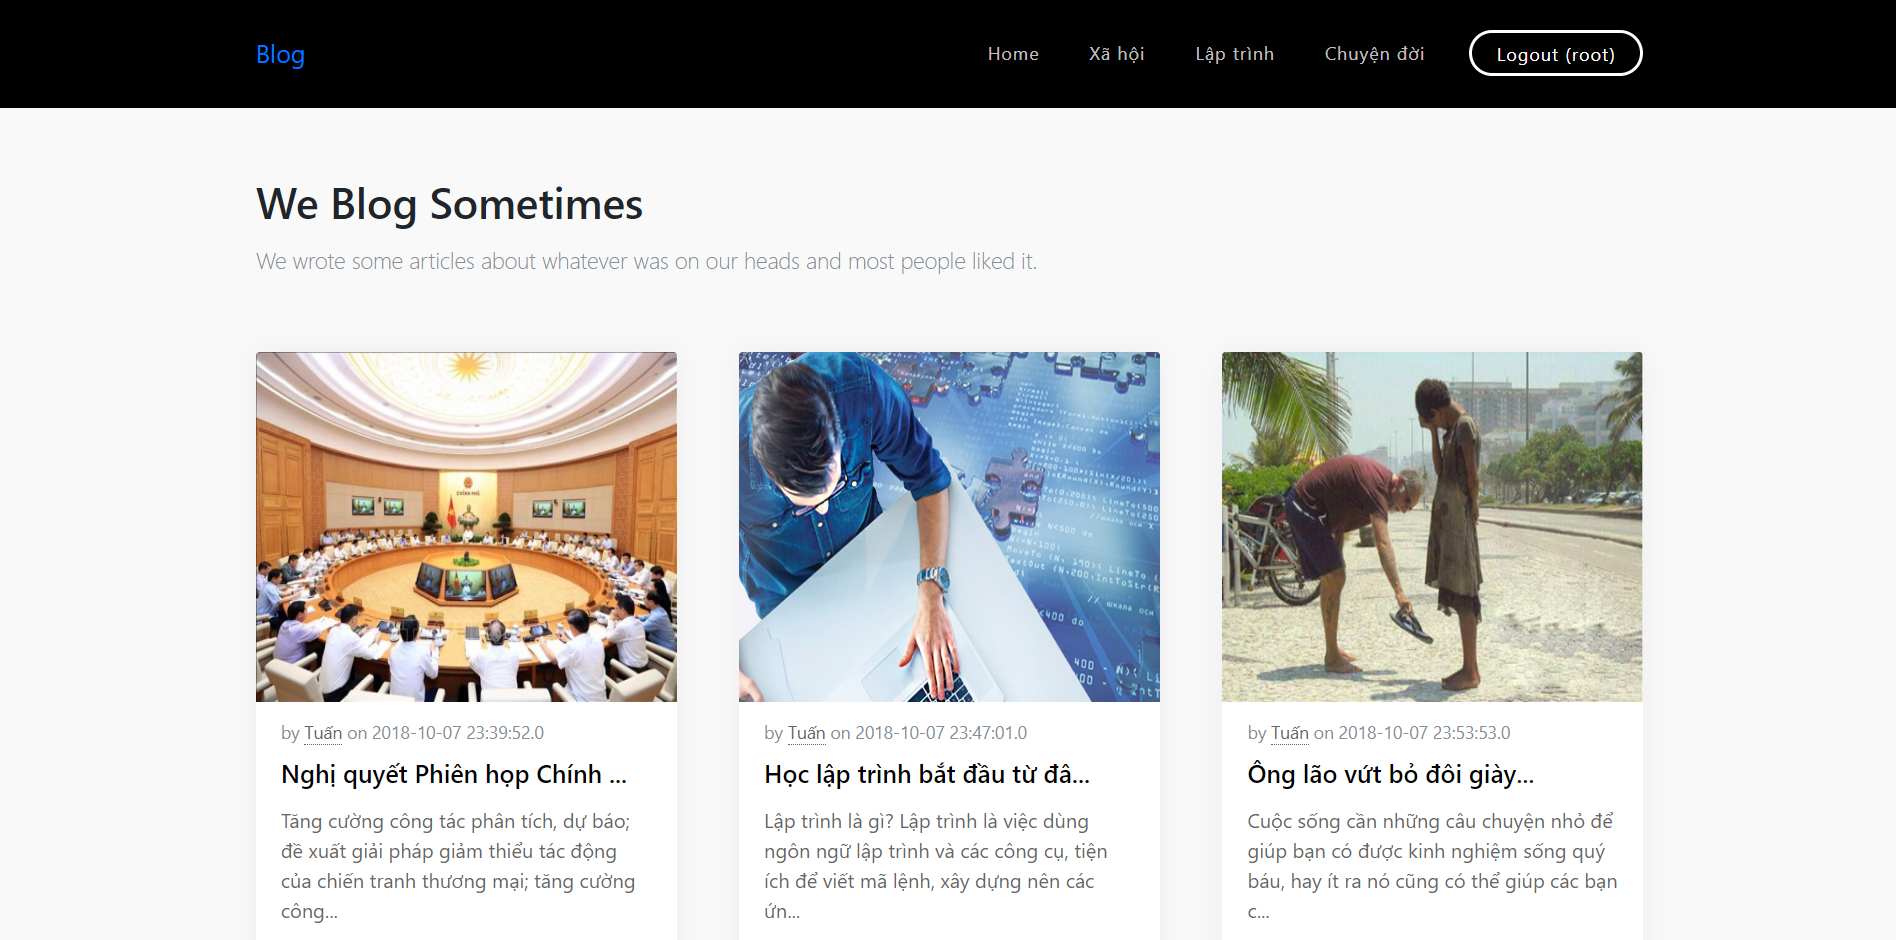 Blog
Home
Xã hội
Lập trình
Chuyện đời
Logout (root)
We Blog Sometimes
We wrote some articles about whatever was on our heads and most people liked it.
CHÍNH PHỦ
by Tuấn on 2018-10-07 23:39:52.0
Nghị quyết Phiên họp Chính ...
Tăng cường công tác phân tích, dự báo;
đề xuất giải pháp giảm thiểu tác động
của chiến tranh thương mại; tăng cường
công...
by Tuấn on 2018-10-07 23:47:01.0
Học lập trình bắt đầu từ đâ...
Lập trình là gì? Lập trình là việc dùng
ngôn ngữ lập trình và các công cụ, tiện
ích để viết mã lệnh, xây dựng nên các
ứn...
by Tuấn on 2018-10-07 23:53:53.0
Ông lão vứt bỏ đôi giày...
Cuộc sống cần những câu chuyện nhỏ để
giúp bạn có được kinh nghiệm sống quý
báu, hay ít ra nó cũng có thể giúp các bạn
c...